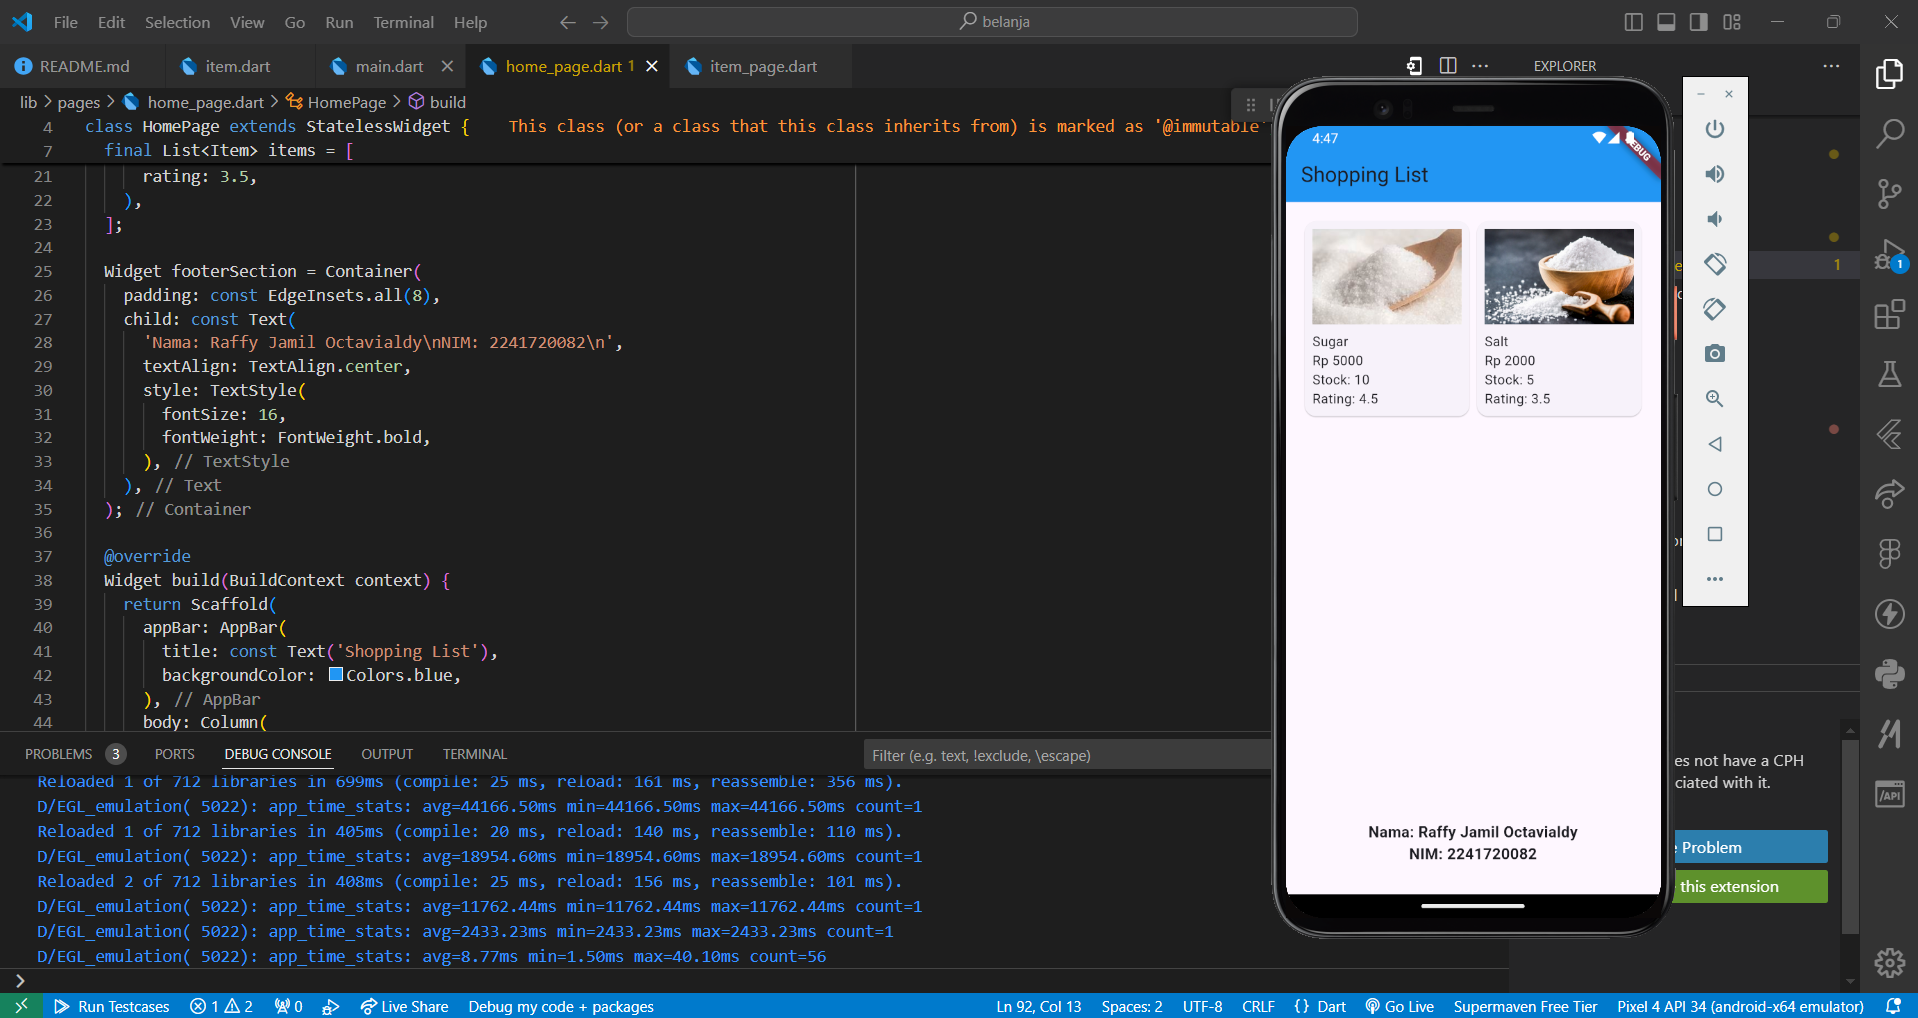 File Edit Selection View Go Run Terminal Help
belanja
README.md
item.dart
main.dart
home_page.dart 1
item_page.dart
EXPLORER
lib > pages > home_page.dart > HomePage > build
4 class HomePage extends StatelessWidget { This class (or a class that this class inherits from) is marked as '@immutable'
7 final List<Item> items = [
21 rating: 3.5,
22 ),
23 ];
24
25 Widget footerSection = Container(
26 padding: const EdgeInsets.all(8),
27 child: const Text(
28 'Nama: Raffy Jamil Octavialdy\nNIM: 2241720082\n',
29 textAlign: TextAlign.center,
30 style: TextStyle(
31 fontSize: 16,
32 fontWeight: FontWeight.bold,
33 ), // TextStyle
34 ), // Text
35 ); // Container
36
37 @override
38 Widget build(BuildContext context) {
39 return Scaffold(
40 appBar: AppBar(
41 title: const Text('Shopping List'),
42 backgroundColor: Colors.blue,
43 ), // AppBar
44 body: Column(
4:47
DEBUG
Shopping List
Sugar
Rp 5000
Stock: 10
Rating: 4.5
Salt
Rp 2000
Stock: 5
Rating: 3.5
Nama: Raffy Jamil Octavialdy
NIM: 2241720082
1
1
PROBLEMS 3 PORTS DEBUG CONSOLE OUTPUT TERMINAL
Filter (e.g. text, !exclude, \escape)
Reloaded 1 of 712 libraries in 699ms (compile: 25 ms, reload: 161 ms, reassemble: 356 ms).
D/EGL_emulation( 5022): app_time_stats: avg=44166.50ms min=44166.50ms max=44166.50ms count=1
Reloaded 1 of 712 libraries in 405ms (compile: 20 ms, reload: 140 ms, reassemble: 110 ms).
D/EGL_emulation( 5022): app_time_stats: avg=18954.60ms min=18954.60ms max=18954.60ms count=1
Reloaded 2 of 712 libraries in 408ms (compile: 25 ms, reload: 156 ms, reassemble: 101 ms).
D/EGL_emulation( 5022): app_time_stats: avg=11762.44ms min=11762.44ms max=11762.44ms count=1
D/EGL_emulation( 5022): app_time_stats: avg=2433.23ms min=2433.23ms max=2433.23ms count=1
D/EGL_emulation( 5022): app_time_stats: avg=8.77ms min=1.50ms max=40.10ms count=56
es not have a CPH
ciated with it.
Problem
this extension
/API
Run Testcases 1 2 0 Live Share Debug my code + packages
Ln 92, Col 13 Spaces: 2 UTF-8 CRLF {} Dart Go Live Supermaven Free Tier Pixel 4 API 34 (android-x64 emulator)